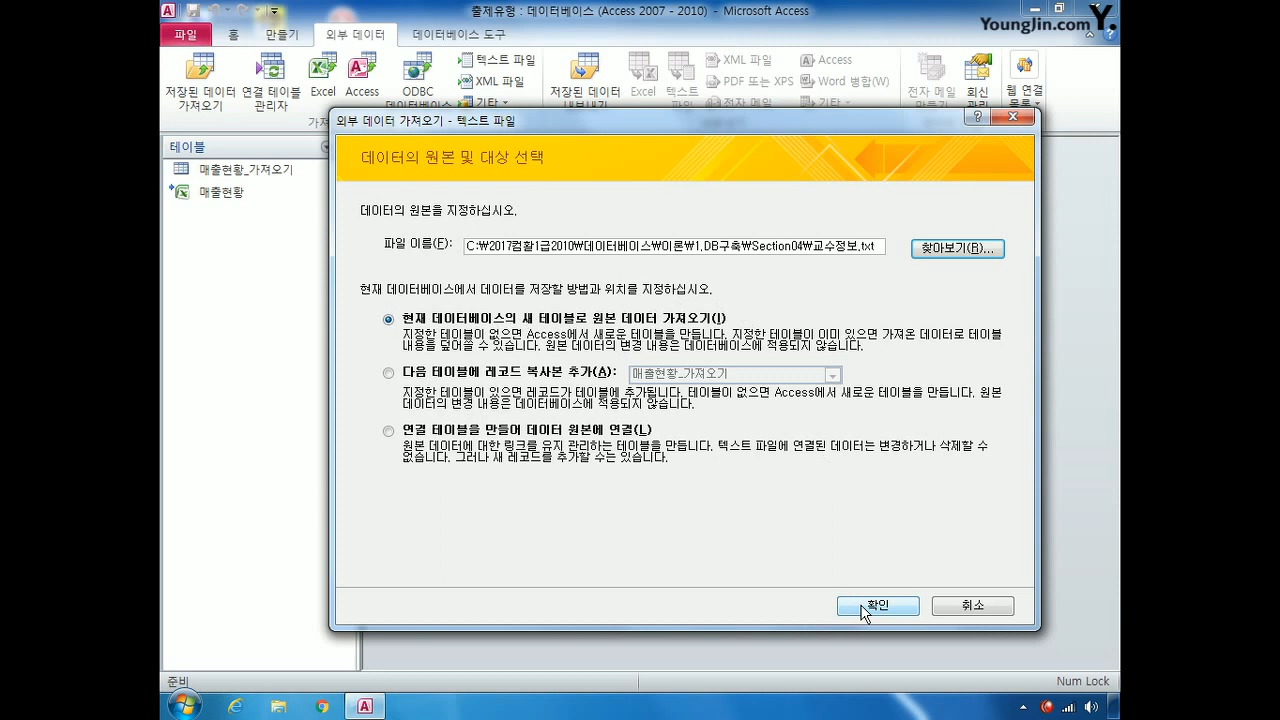 출제유형 : 데이터베이스 (Access 2007 - 2010) - Microsoft Access
Younglin.com Y.
파일 홈 만들기 외부 데이터 데이터베이스 도구
저장된 데이터 가져오기
연결 테이블 관리자
Excel
Access
ODBC 데이터베이스
텍스트 파일
XML 파일
기타
저장된 데이터
Excel
텍스트 파일
XML 파일
PDF 또는 XPS
전자 메일
Access
Word 병합(W)
기타
전자 메일
회신 관리
웹 연결 목록
테이블
매출현황_가져오기
매출현황
외부 데이터 가져오기 - 텍스트 파일
데이터의 원본 및 대상 선택
데이터의 원본을 지정하십시오.
파일 이름(F): C:₩2017컴활1급2010₩데이터베이스₩이론₩1.DB구축₩Section04₩교수정보.txt 찾아보기(R)...
현재 데이터베이스에서 데이터를 저장할 방법과 위치를 지정하십시오.
현재 데이터베이스의 새 테이블로 원본 데이터 가져오기(I)
지정한 테이블이 없으면 Access에서 새로운 테이블을 만듭니다. 지정한 테이블이 이미 있으면 가져온 데이터로 테이블
내용을 덮어쓸 수 있습니다. 원본 데이터의 변경 내용은 데이터베이스에 적용되지 않습니다.
다음 테이블에 레코드 복사본 추가(A): 매출현황_가져오기
지정한 테이블이 있으면 레코드가 테이블에 추가됩니다. 테이블이 없으면 Access에서 새로운 테이블을 만듭니다. 원본
데이터의 변경 내용은 데이터베이스에 적용되지 않습니다.
연결 테이블을 만들어 데이터 원본에 연결(L)
원본 데이터에 대한 링크를 유지 관리하는 테이블을 만듭니다. 텍스트 파일에 연결된 데이터는 변경하거나 삭제할 수
없습니다. 그러나 새 레코드를 추가할 수는 있습니다.
확인 취소
준비 Num Lock